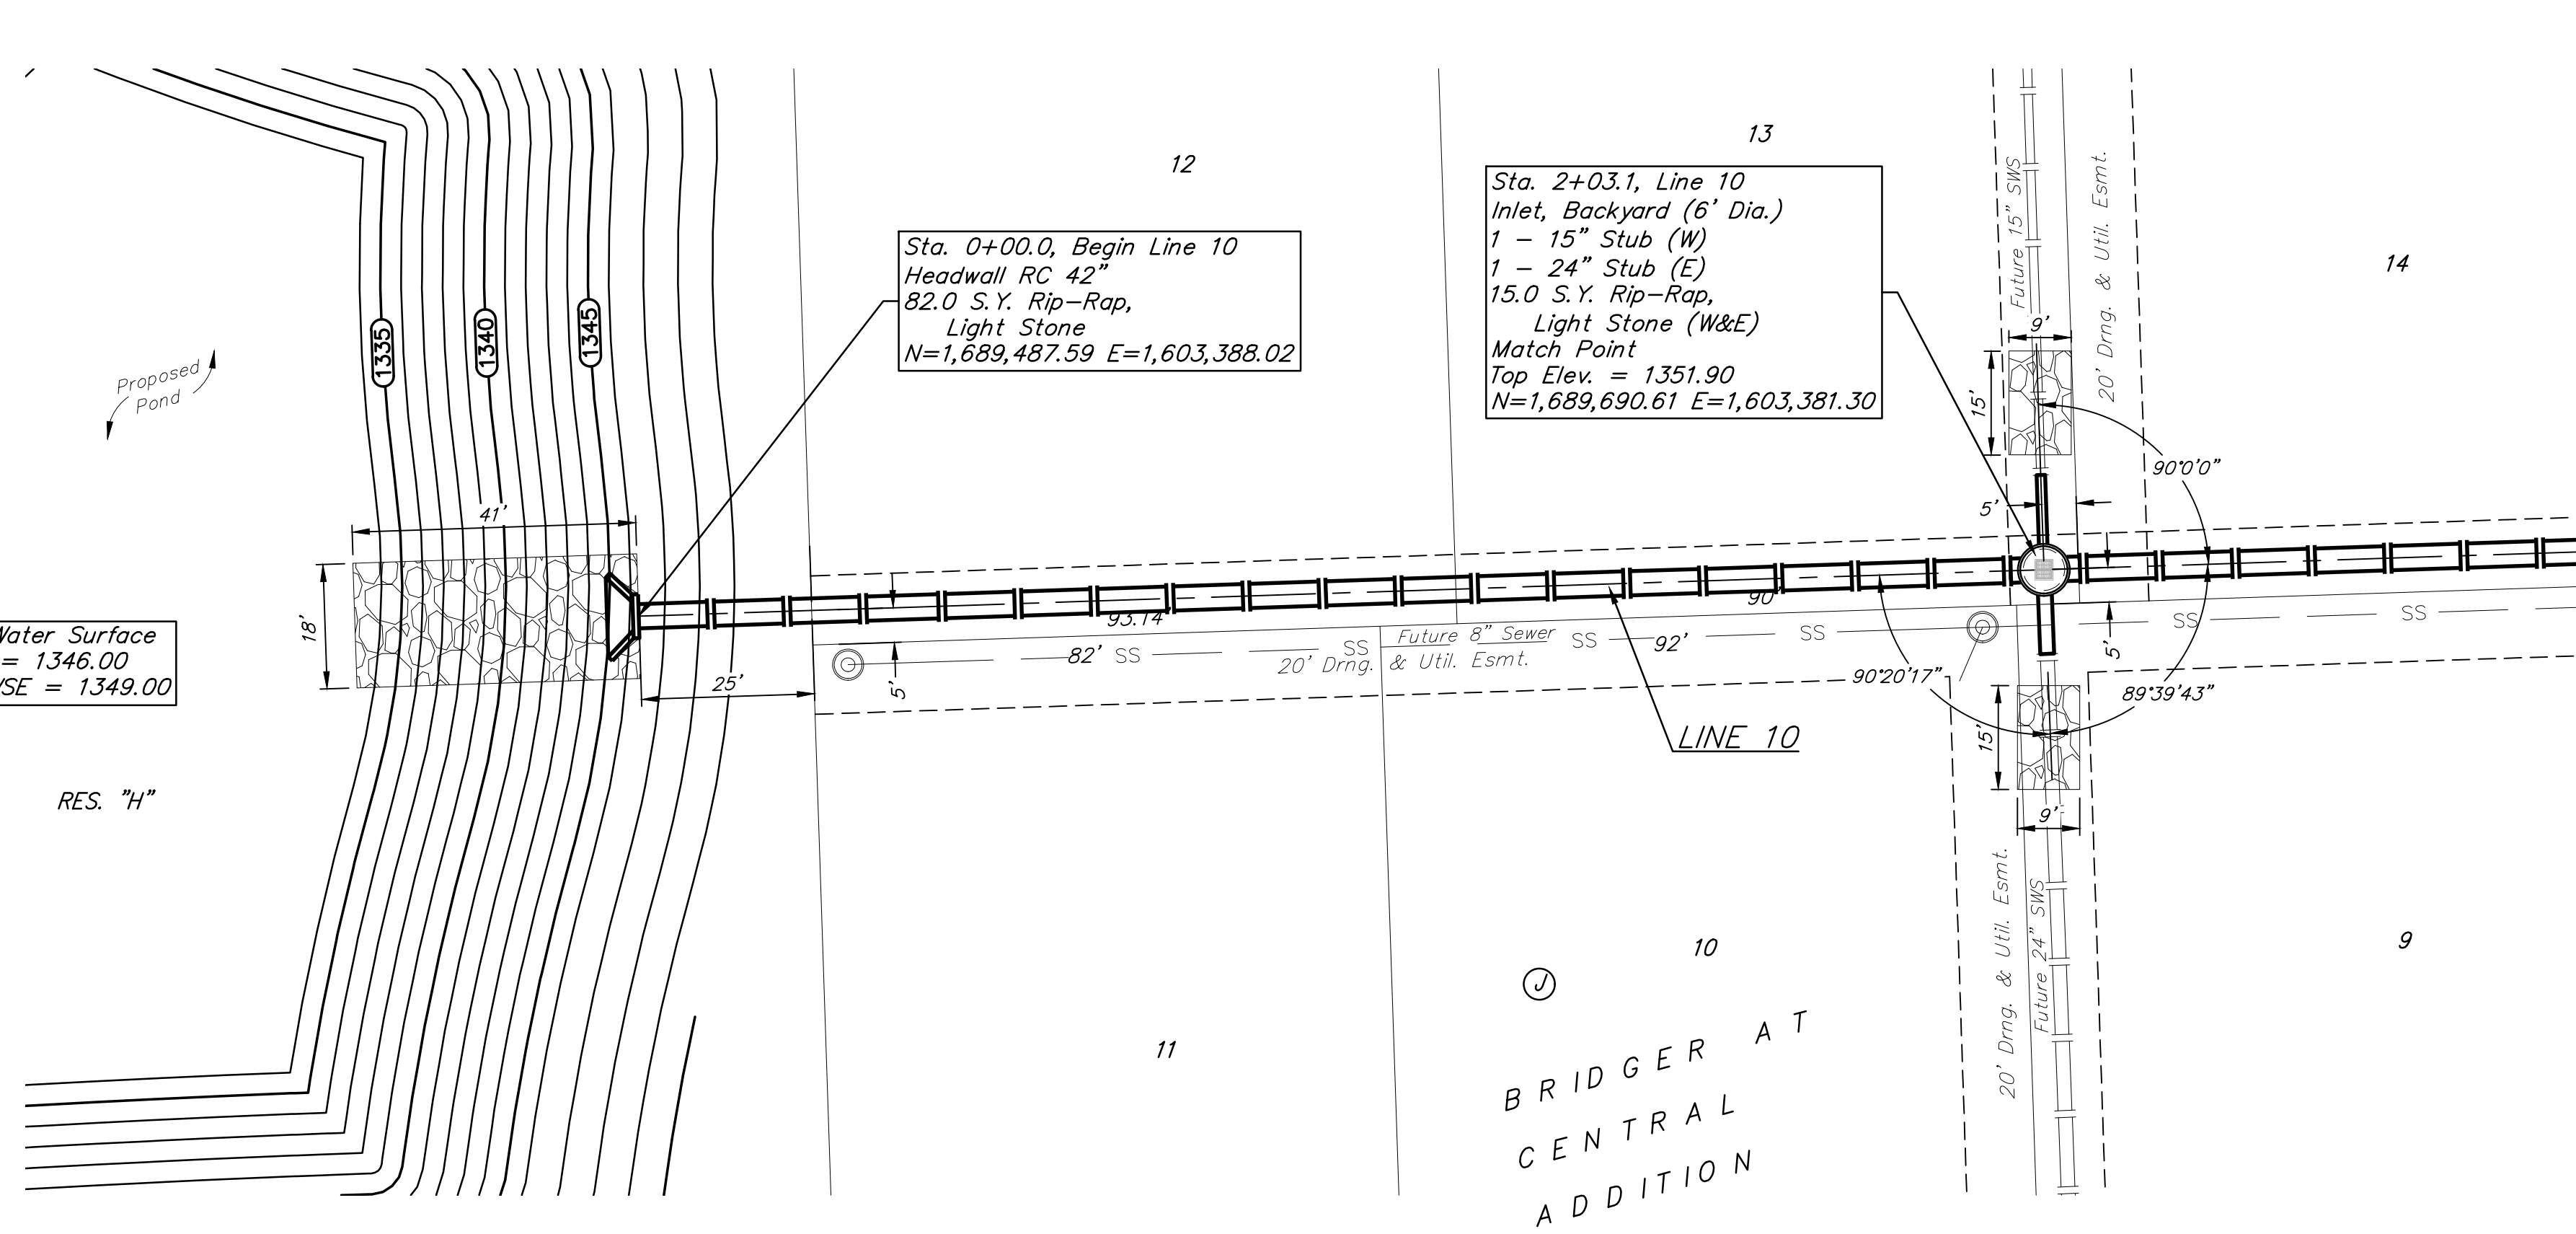 12
13
14
Sta. 0+00.0, Begin Line 10
Headwall RC 42"
82.0 S.Y. Rip-Rap,
Light Stone
N=1,689,487.59 E=1,603,388.02
Sta. 2+03.1, Line 10
Inlet, Backyard (6' Dia.)
1 - 15" Stub (W)
1 - 24" Stub (E)
15.0 S.Y. Rip-Rap,
Light Stone (W&E)
Match Point
Top Elev. = 1351.90
N=1,689,690.61 E=1,603,381.30
Future 15" SWS
20' Drng. & Util. Esmt.
1335
1340
1345
Proposed
Pond
9'
15'
90°0'0"
5'
41'
18'
Water Surface
= 1346.00
WSE = 1349.00
25'
93.14'
90'
82'
92'
SS
SS
SS
SS
SS
SS
Future 8" Sewer
20' Drng. & Util. Esmt.
5'
5'
90°20'17"
89°39'43"
15'
9'
LINE 10
RES. "H"
20' Drng. & Util. Esmt.
Future 24" SWS
11
10
9
J
BRIDGER AT
CENTRAL
ADDITION